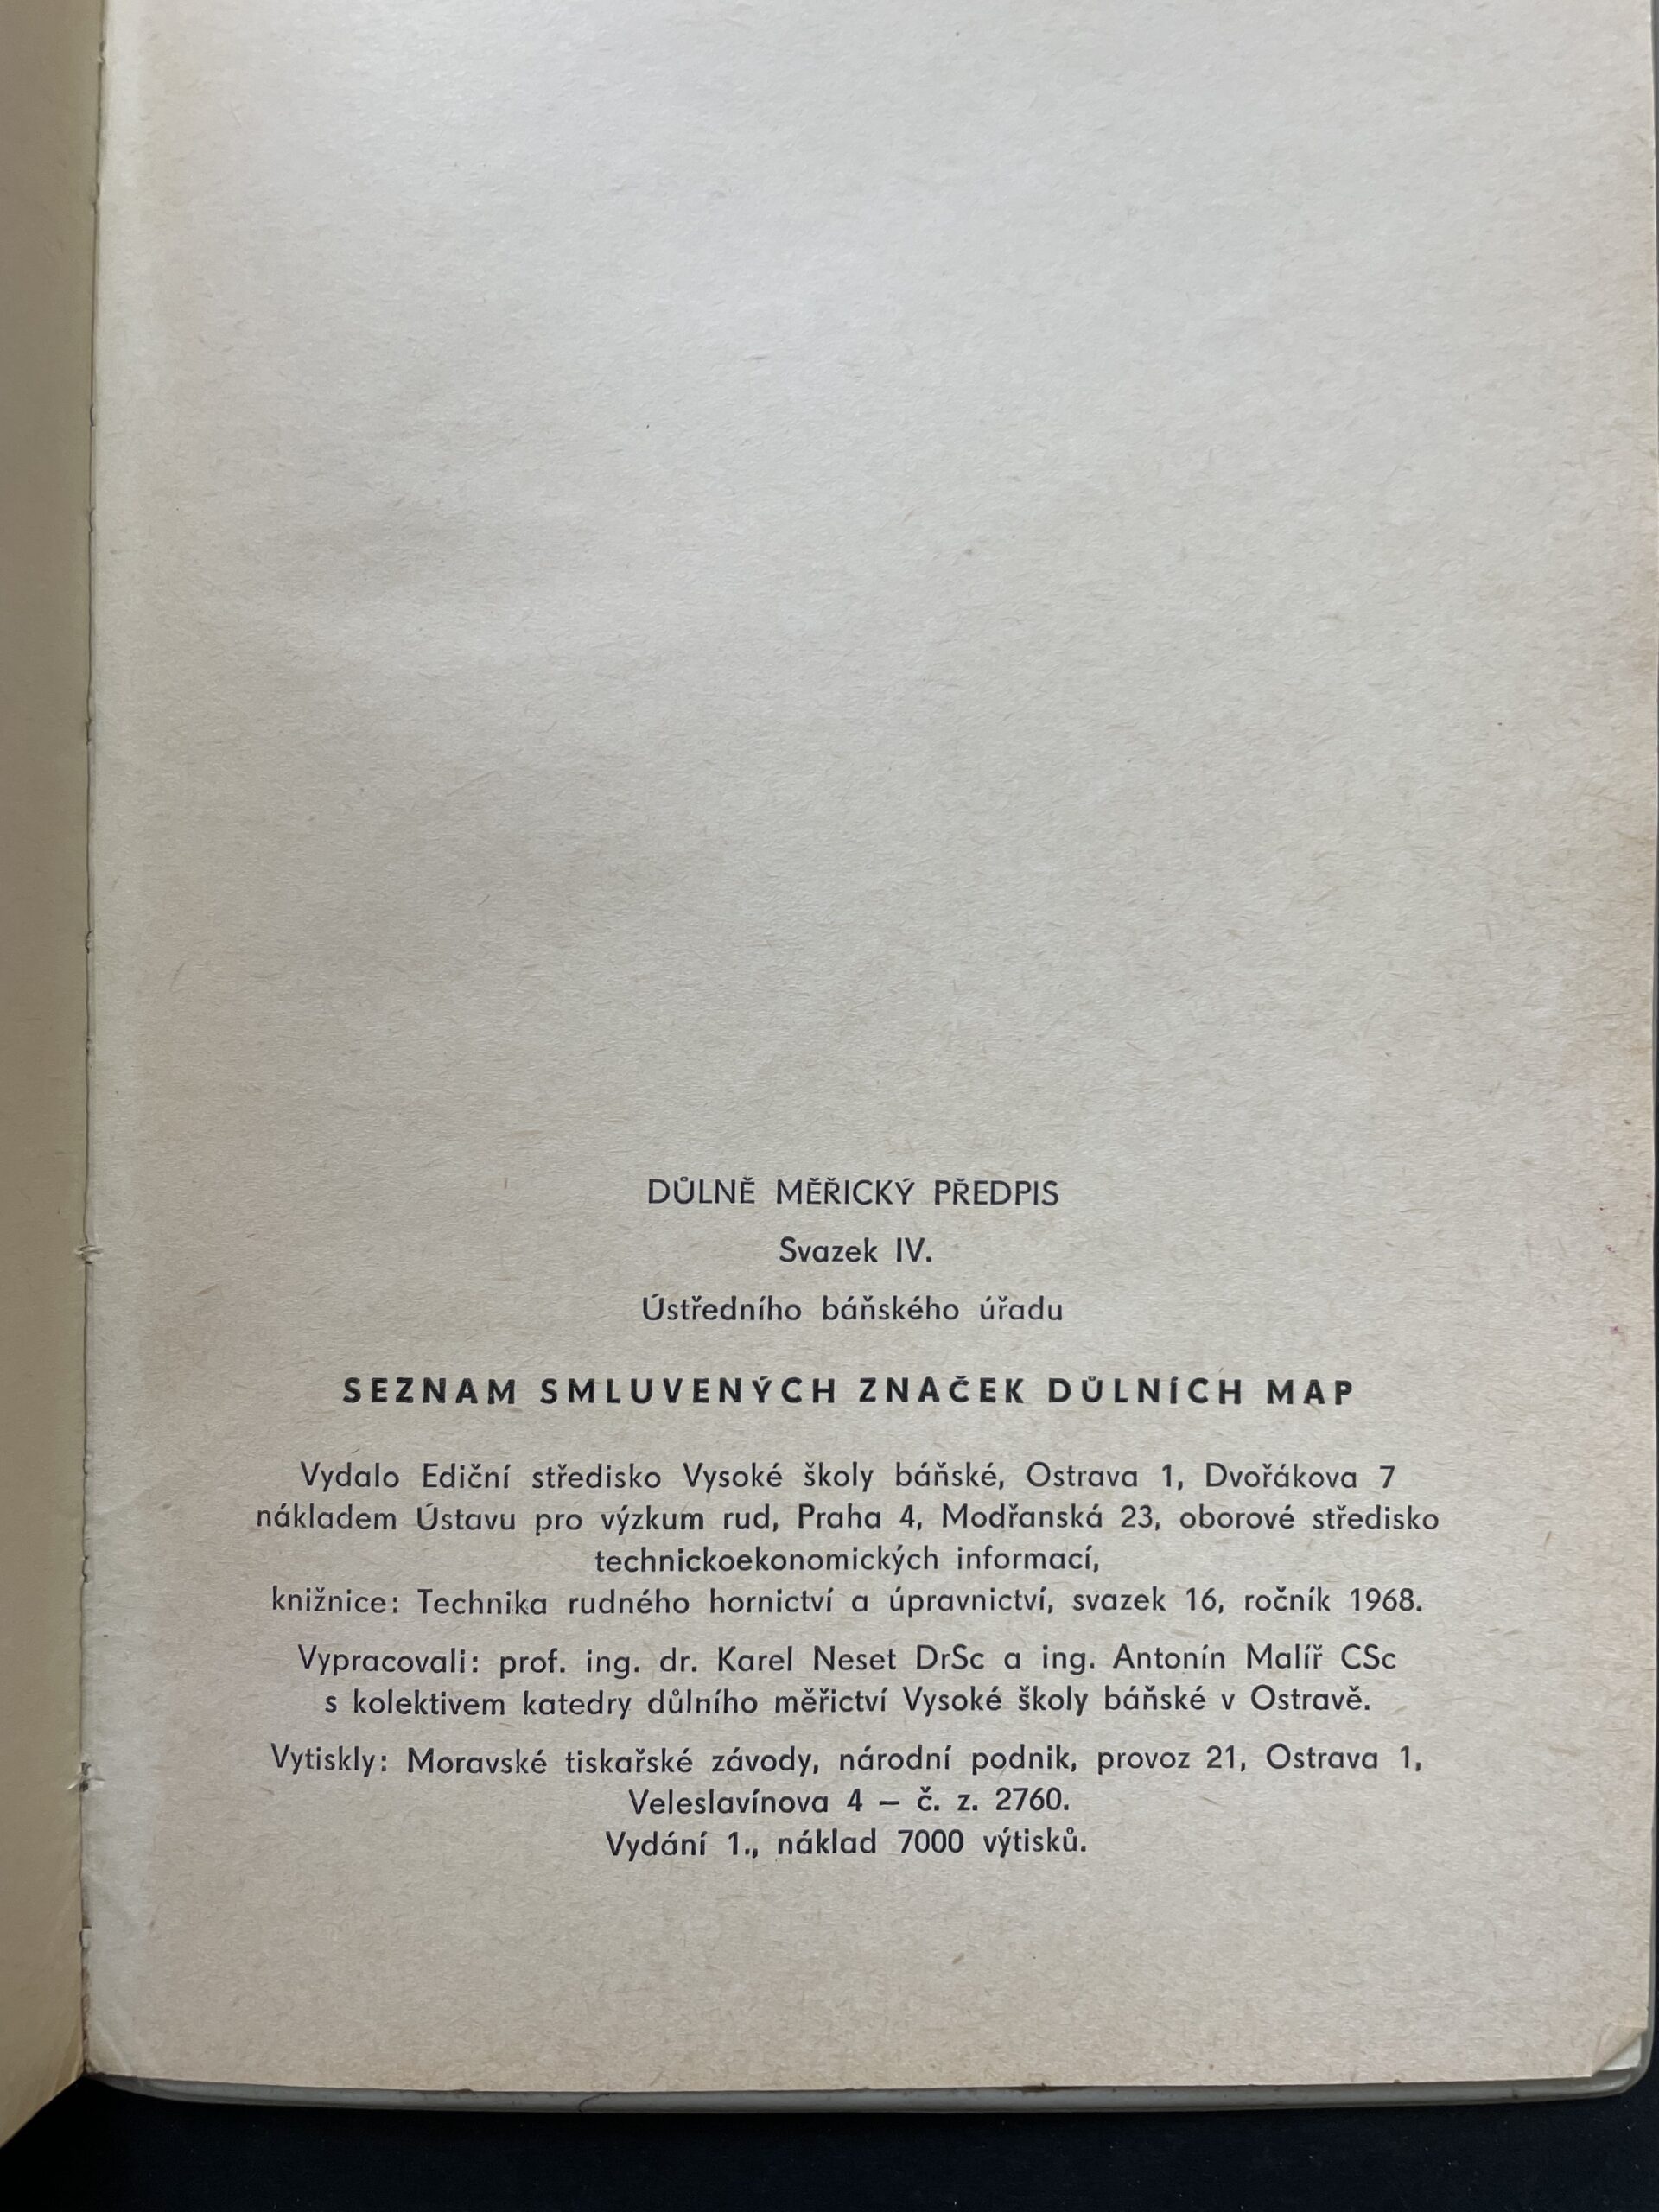 DŮLNĚ MĚŘICKÝ PŘEDPIS
Svazek IV.
Ústředního báňského úřadu
SEZNAM SMLUVENÝCH ZNAČEK DŮLNÍCH MAP
Vydalo Ediční středisko Vysoké školy báňské, Ostrava 1, Dvořákova 7
nákladem Ústavu pro výzkum rud, Praha 4, Modřanská 23, oborové středisko
technickoekonomických informací,
knižnice: Technika rudného hornictví a úpravnictví, svazek 16, ročník 1968.
Vypracovali: prof. ing. dr. Karel Neset DrSc a ing. Antonín Malíř CSc
s kolektivem katedry důlního měřictví Vysoké školy báňské v Ostravě.
Vytiskly: Moravské tiskařské závody, národní podnik, provoz 21, Ostrava 1,
Veleslavínova 4 — č. z. 2760.
Vydání 1., náklad 7000 výtisků.